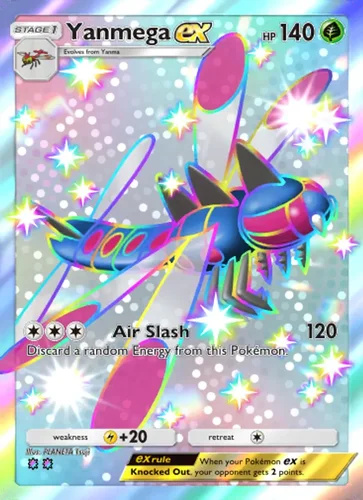 STAGE 1
Yanmega ex
HP 140
Evolves from Yanma
Air Slash 120
Discard a random Energy from this Pokémon.
weakness +20 retreat
Illus. PLANETA Tsuji
ex rule When your Pokémon ex is
Knocked Out, your opponent gets 2 points.